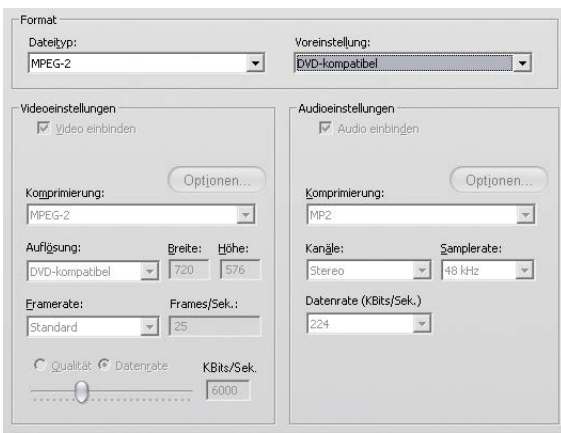 Format
Dateityp:
Voreinstellung:
MPEG-2
DVD-kompatibel
Videoeinstellungen
Video einbinden
Optionen...
Komprimierung:
MPEG-2
Auflösung:
Breite:
Höhe:
DVD-kompatibel
720
576
Framerate:
Frames/Sek.:
Standard
25
Qualität
Datenrate
KBits/Sek.
6000
Audioeinstellungen
Audio einbinden
Optionen...
Komprimierung:
MP2
Kanäle:
Samplerate:
Stereo
48 kHz
Datenrate (KBits/Sek.)
224